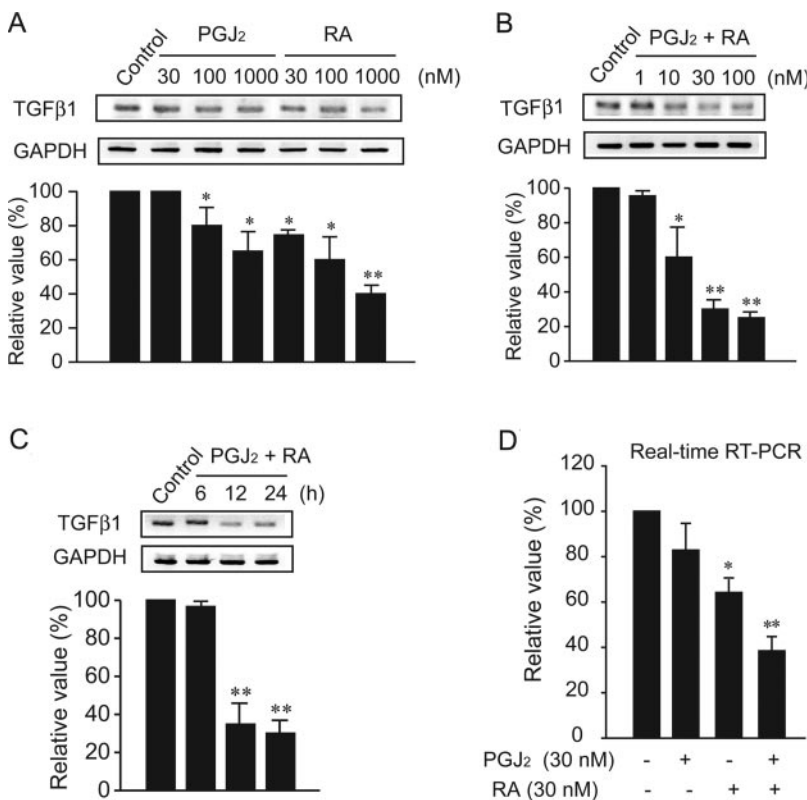 A
Control
PGJ2 RA
30 100 1000 30 100 1000 (nM)
TGFβ1
GAPDH
Relative value (%)
100
80
60
40
20
0
* * * * **
B
Control
PGJ2 + RA
1 10 30 100 (nM)
TGFβ1
GAPDH
Relative value (%)
100
80
60
40
20
0
* ** **
C
Control
PGJ2 + RA
6 12 24 (h)
TGFβ1
GAPDH
Relative value (%)
100
80
60
40
20
0
** **
D
Real-time RT-PCR
Relative value (%)
120
100
80
60
40
20
0
* **
PGJ2 (30 nM) - + - +
RA (30 nM) - - + +